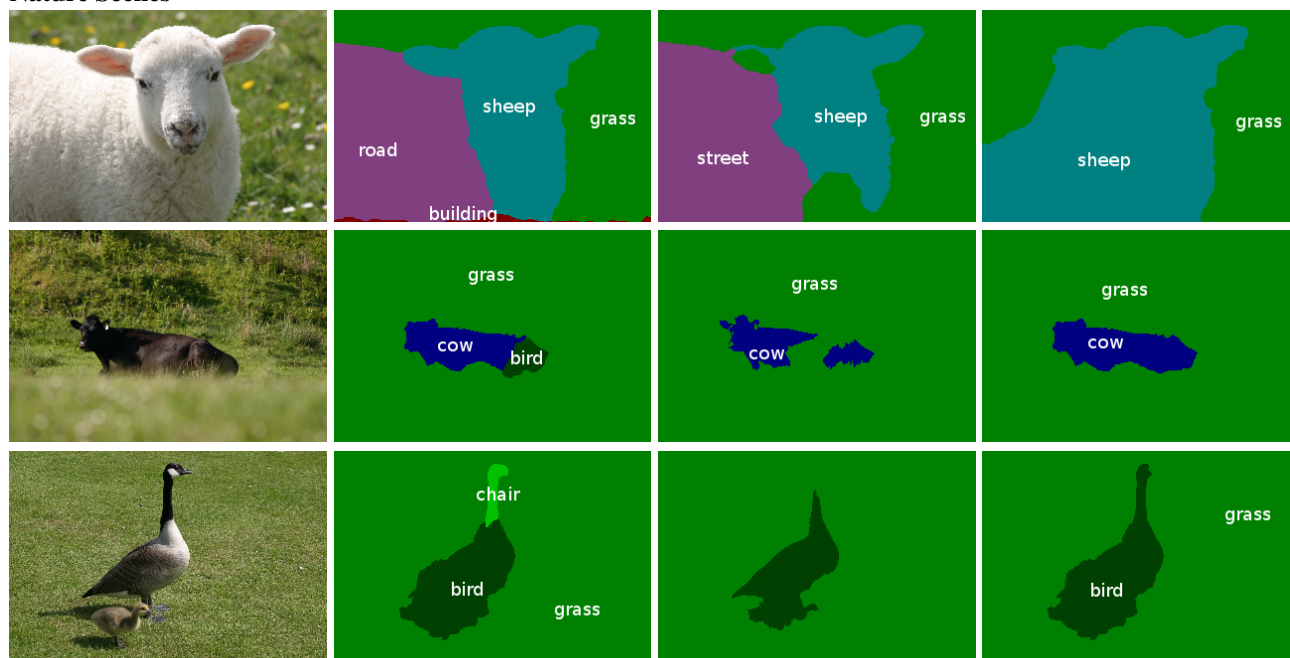 Nature Scenes
sheep
grass
road
building
sheep
grass
street
grass
sheep
grass
cow
bird
grass
cow
grass
cow
chair
bird
grass
grass
bird